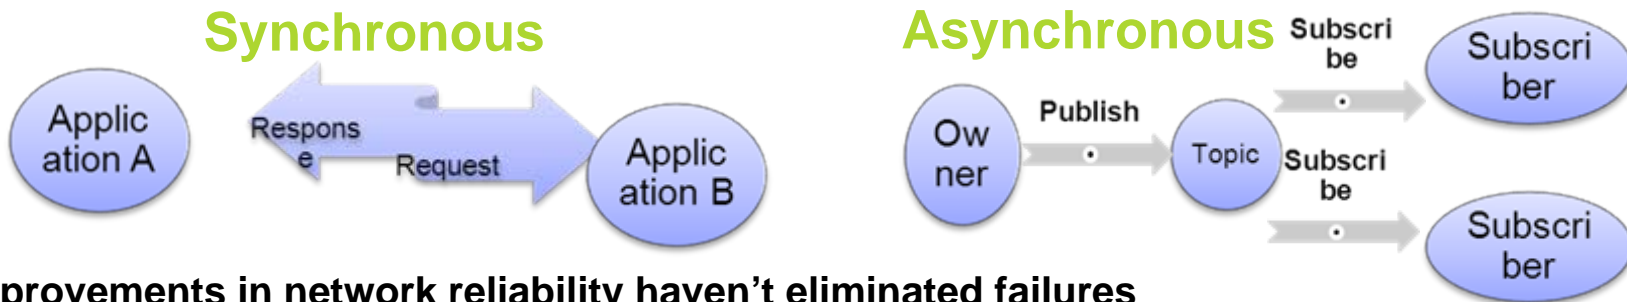 Synchronous
Applic
ation A
Respons
e
Request
Applic
ation B
Asynchronous
Ow
ner
Publish
Topic
Subscri
be
Subscri
ber
Subscri
be
Subscri
ber
provements in network reliability haven't eliminated failures